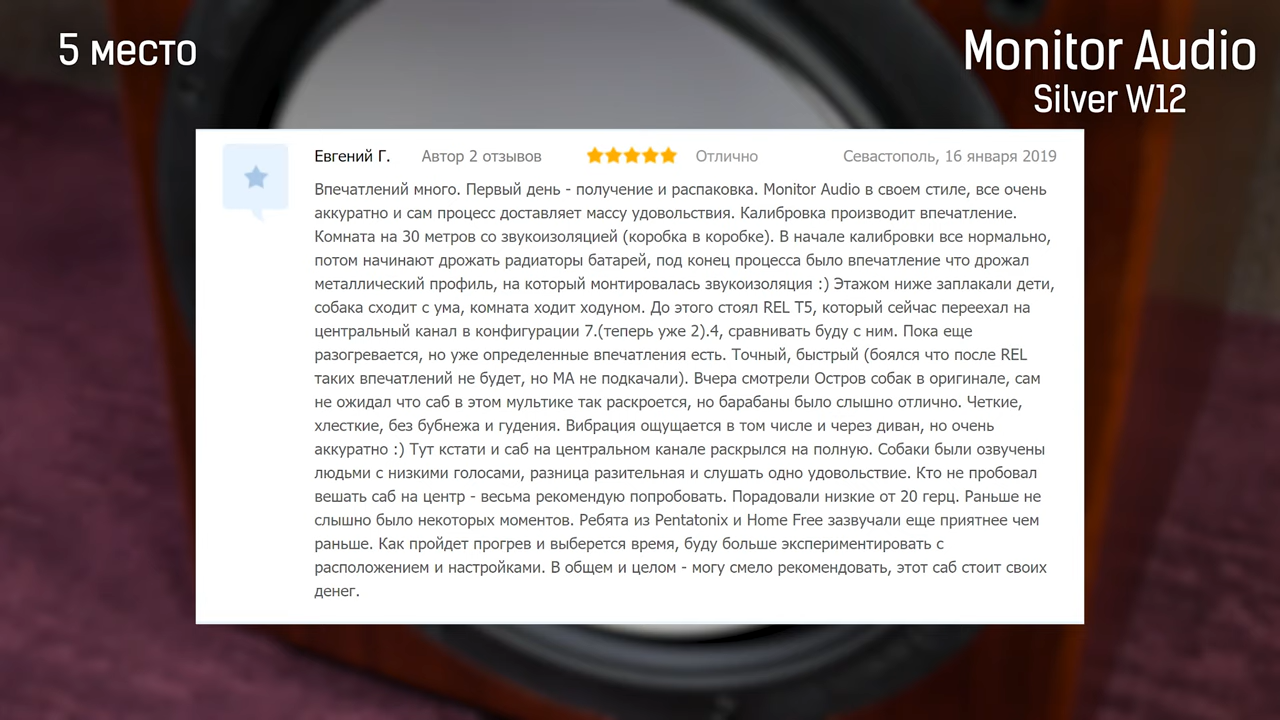 5 место
Monitor Audio
Silver W12
Евгений Г. Автор 2 отзывов Отлично Севастополь, 16 января 2019
Впечатлений много. Первый день - получение и распаковка. Monitor Audio в своем стиле, все очень
аккуратно и сам процесс доставляет массу удовольствия. Калибровка производит впечатление.
Комната на 30 метров со звукоизоляцией (коробка в коробке). В начале калибровки все нормально,
потом начинают дрожать радиаторы батарей, под конец процесса было впечатление что дрожал
металлический профиль, на который монтировалась звукоизоляция :) Этажом ниже заплакали дети,
собака сходит с ума, комната ходит ходуном. До этого стоял REL T5, который сейчас переехал на
центральный канал в конфигурации 7.(теперь уже 2).4, сравнивать буду с ним. Пока еще
разогревается, но уже определенные впечатления есть. Точный, быстрый (боялся что после REL
таких впечатлений не будет, но MA не подкачали). Вчера смотрели Остров собак в оригинале, сам
не ожидал что саб в этом мультике так раскроется, но барабаны было слышно отлично. Четкие,
хлесткие, без бубнежа и гудения. Вибрация ощущается в том числе и через диван, но очень
аккуратно :) Тут кстати и саб на центральном канале раскрылся на полную. Собаки были озвучены
людьми с низкими голосами, разница разительная и слушать одно удовольствие. Кто не пробовал
вешать саб на центр - весьма рекомендую попробовать. Порадовали низкие от 20 герц. Раньше не
слышно было некоторых моментов. Ребята из Pentatonix и Home Free зазвучали еще приятнее чем
раньше. Как пройдет прогрев и выберется время, буду больше экспериментировать с
расположением и настройками. В общем и целом - могу смело рекомендовать, этот саб стоит своих
денег.